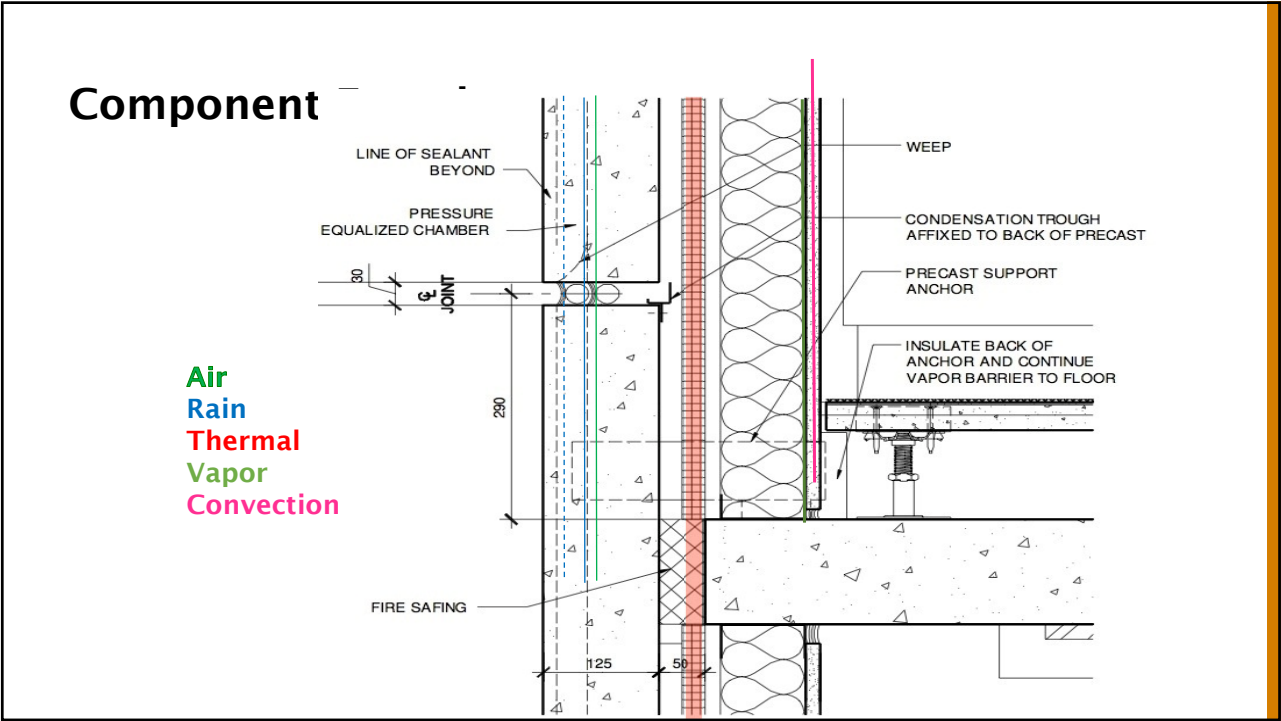 Component
LINE OF SEALANT
BEYOND
PRESSURE
EQUALIZED CHAMBER
30
℄
JOINT
WEEP
CONDENSATION TROUGH
AFFIXED TO BACK OF PRECAST
PRECAST SUPPORT
ANCHOR
INSULATE BACK OF
ANCHOR AND CONTINUE
VAPOR BARRIER TO FLOOR
Air
Rain
Thermal
Vapor
Convection
290
FIRE SAFING
125
50